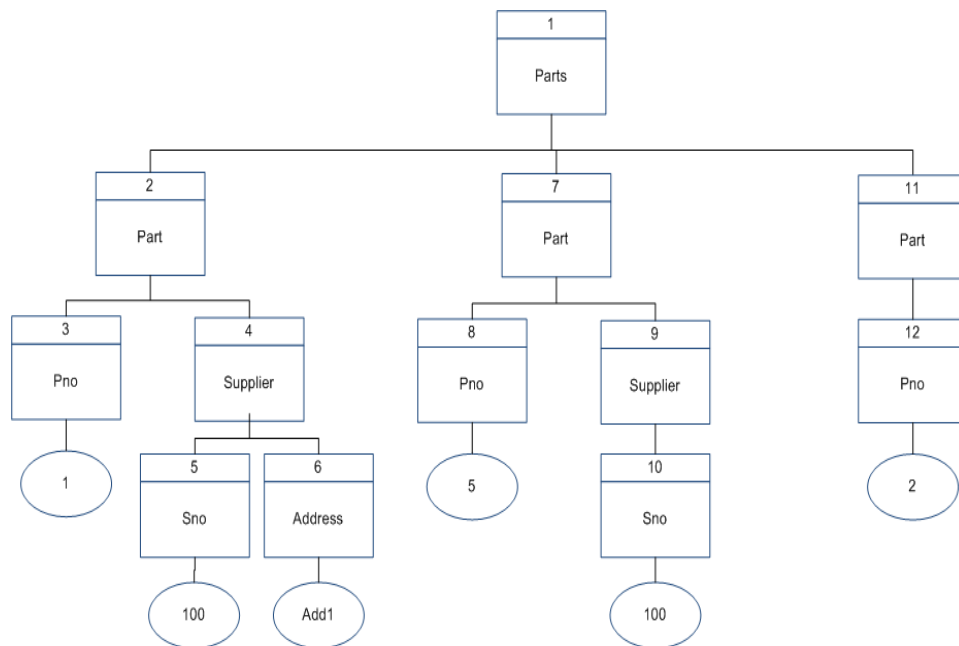 1
Parts
2
Part
7
Part
11
Part
3
Pno
4
Supplier
8
Pno
9
Supplier
12
Pno
1
5
Sno
6
Address
5
10
Sno
2
100
Add1
100